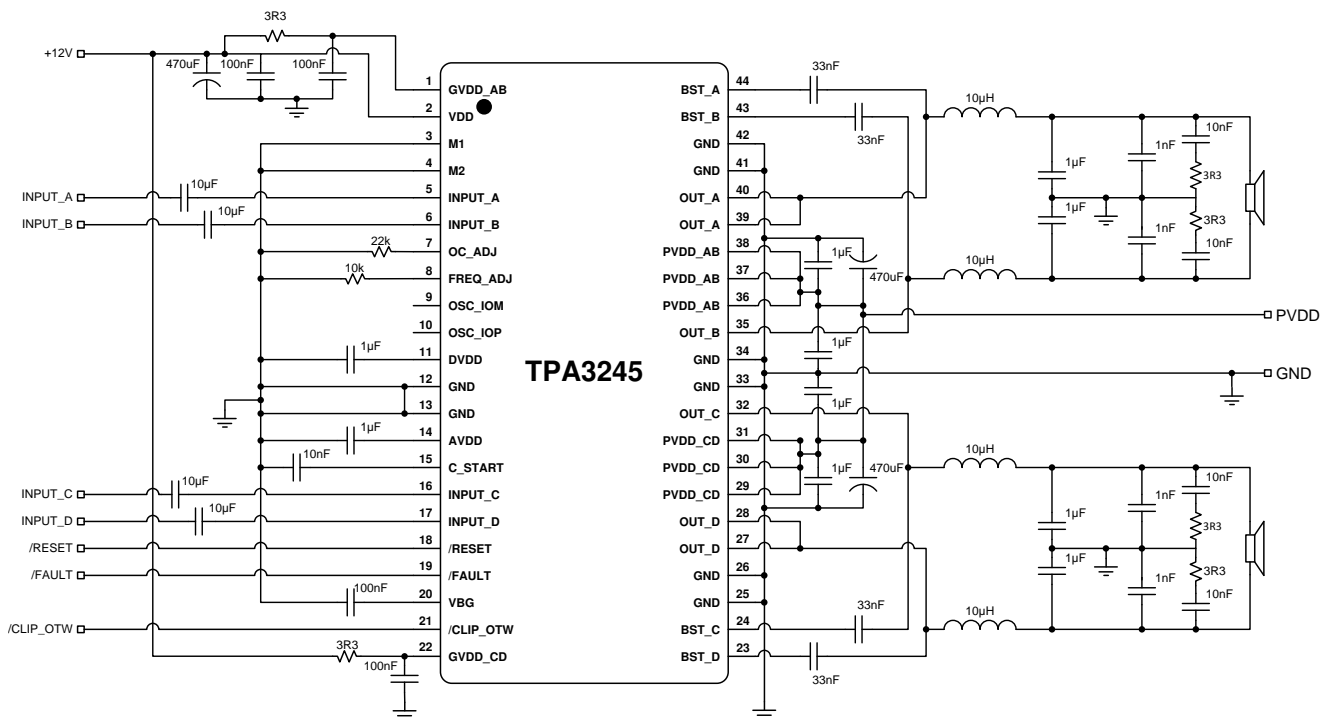 3R3
+12V
470uF
100nF
100nF
INPUT_A
10µF
INPUT_B
10µF
22k
10k
1µF
1µF
10nF
INPUT_C
10µF
INPUT_D
10µF
/RESET
/FAULT
100nF
/CLIP_OTW
3R3
100nF
1 GVDD_AB
2 VDD
3 M1
4 M2
5 INPUT_A
6 INPUT_B
7 OC_ADJ
8 FREQ_ADJ
9 OSC_IOM
10 OSC_IOP
11 DVDD
12 GND
13 GND
14 AVDD
15 C_START
16 INPUT_C
17 INPUT_D
18 /RESET
19 /FAULT
20 VBG
21 /CLIP_OTW
22 GVDD_CD
TPA3245
BST_A 44
BST_B 43
GND 42
GND 41
OUT_A 40
OUT_A 39
PVDD_AB 38
PVDD_AB 37
PVDD_AB 36
OUT_B 35
GND 34
GND 33
OUT_C 32
PVDD_CD 31
PVDD_CD 30
PVDD_CD 29
OUT_D 28
OUT_D 27
GND 26
GND 25
BST_C 24
BST_D 23
33nF
33nF
1µF
470uF
1µF
1µF
1µF
470uF
33nF
33nF
10µH
10µH
1µF
1µF
1nF
1nF
10nF
3R3
3R3
10nF
PVDD
GND
10µH
10µH
1µF
1µF
1nF
1nF
10nF
3R3
3R3
10nF